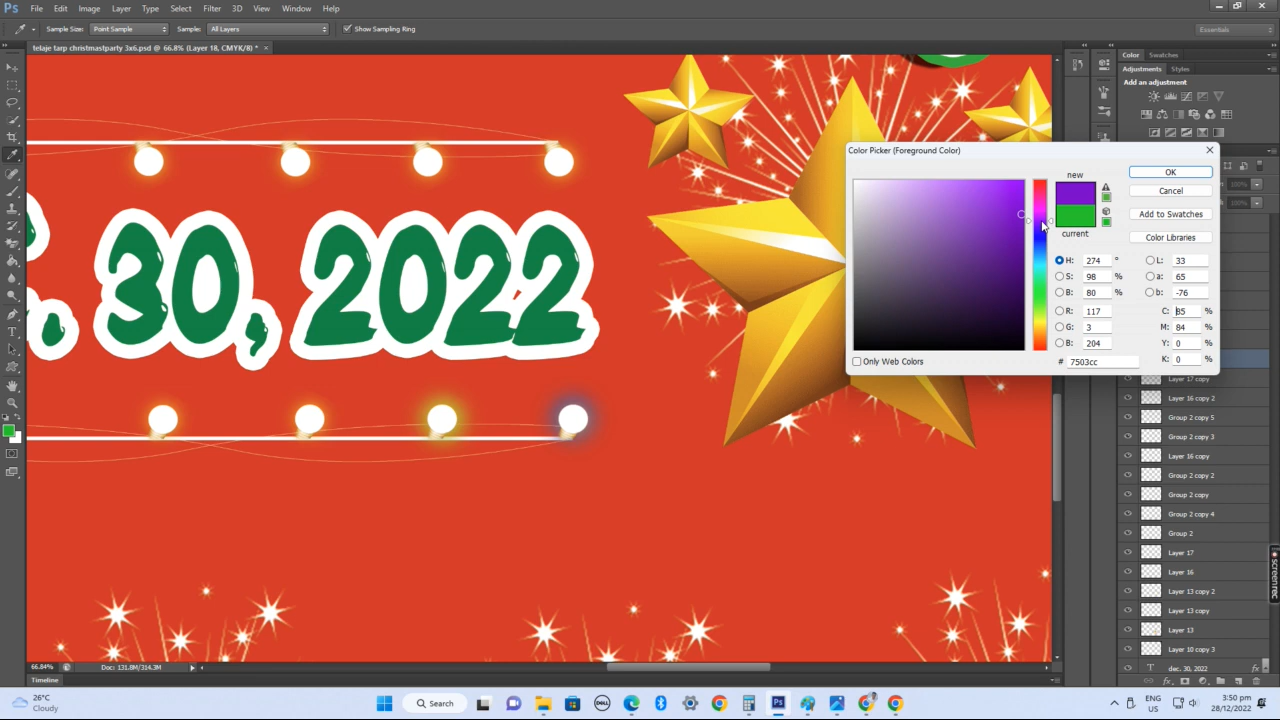 Ps File Edit Image Layer Type Select Filter 3D View Window Help
Sample Size: Point Sample Sample: All Layers Show Sampling Ring Essentials
telaje tarp christmastparty 3x6.psd @ 66.8% (Layer 18, CMYK/8) * ×
Color Swatches
Adjustments Styles
Add an adjustment
Color Picker (Foreground Color)
new
current
OK
Cancel
Add to Swatches
Color Libraries
H: 274 °
S: 98 %
B: 80 %
R: 117
G: 3
B: 204
L: 33
a: 65
b: -76
C: 85 %
M: 84 %
Y: 0 %
K: 0 %
Only Web Colors
# 7503cc
. 30, 2022
Layer 17 copy
Layer 16 copy 2
Group 2 copy 5
Group 2 copy 3
Layer 16 copy
Group 2 copy 2
Group 2 copy
Group 2 copy 4
Group 2
Layer 17
Layer 16
Layer 13 copy 2
Layer 13 copy
Layer 13
Layer 10 copy 3
T dec. 30, 2022 fx
screenrec
66.84% Doc: 131.8M/314.3M
Timeline
26°C
Cloudy
Search
DELL
Ps
ENG
US
3:50 pm
28/12/2022